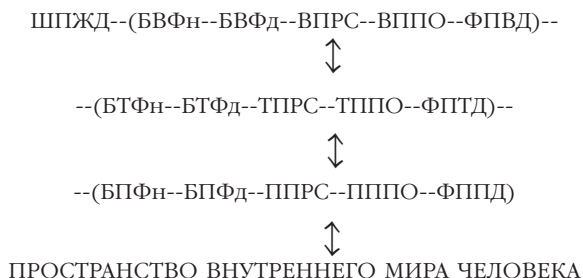 ШПЖД--(БВФн--БВФд--ВПРС--ВППО--ФПВД)--
--(БТФн--БТФд--ТПРС--ТППО--ФПТД)--
--(БПФн--БПФд--ППРС--ПППО--ФППД)
ПРОСТРАНСТВО ВНУТРЕННЕГО МИРА ЧЕЛОВЕКА